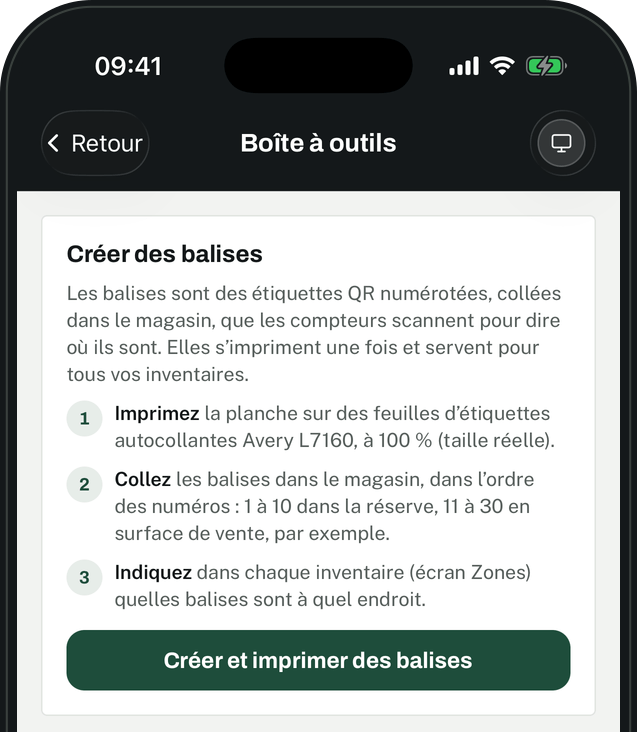 09:41
Retour
Boîte à outils
Créer des balises
Les balises sont des étiquettes QR numérotées, collées
dans le magasin, que les compteurs scannent pour dire
où ils sont. Elles s’impriment une fois et servent pour
tous vos inventaires.
1 Imprimez la planche sur des feuilles d’étiquettes
autocollantes Avery L7160, à 100 % (taille réelle).
2 Collez les balises dans le magasin, dans l’ordre
des numéros : 1 à 10 dans la réserve, 11 à 30 en
surface de vente, par exemple.
3 Indiquez dans chaque inventaire (écran Zones)
quelles balises sont à quel endroit.
Créer et imprimer des balises